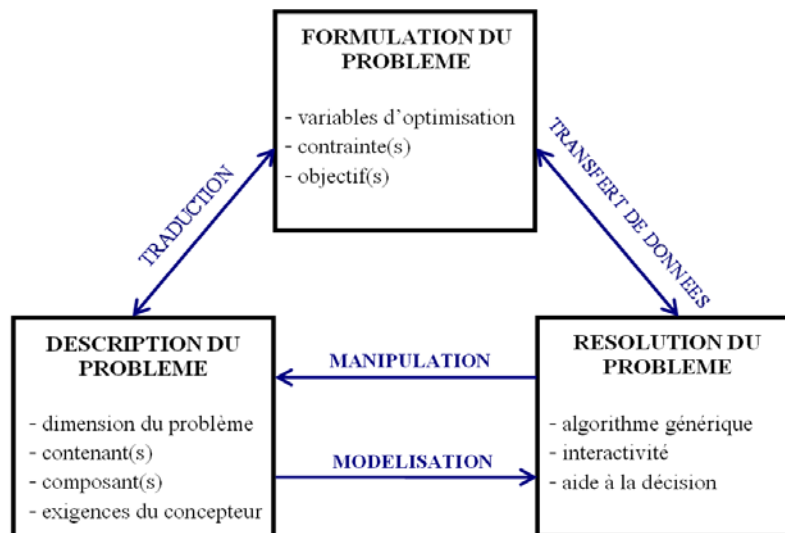 FORMULATION DU
PROBLEME
- variables d'optimisation
- contrainte(s)
- objectif(s)
TRADUCTION
TRANSFERT DE DONNEES
DESCRIPTION DU
PROBLEME
- dimension du problème
- contenant(s)
- composant(s)
- exigences du concepteur
MANIPULATION
MODELISATION
RESOLUTION DU
PROBLEME
- algorithme générique
- interactivité
- aide à la décision